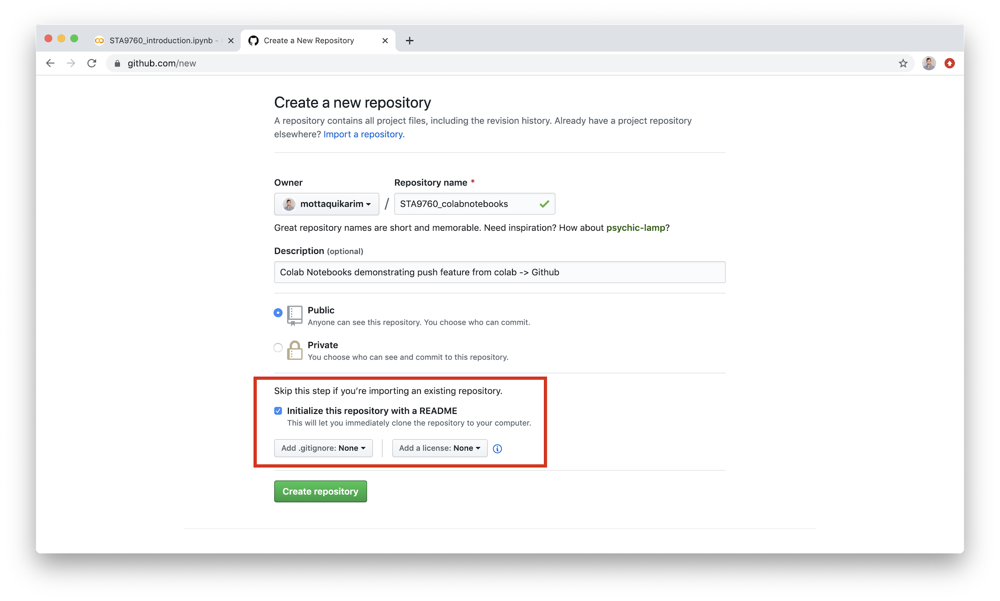 STA9760_introduction.ipynb -
Create a New Repository
github.com/new
Create a new repository
A repository contains all project files, including the revision history. Already have a project repository
elsewhere? Import a repository.
Owner
Repository name *
mottaquikarim / STA9760_colabnotebooks
Great repository names are short and memorable. Need inspiration? How about psychic-lamp?
Description (optional)
Colab Notebooks demonstrating push feature from colab -> Github
Public
Anyone can see this repository. You choose who can commit.
Private
You choose who can see and commit to this repository.
Skip this step if you’re importing an existing repository.
Initialize this repository with a README
This will let you immediately clone the repository to your computer.
Add .gitignore: None
Add a license: None
Create repository